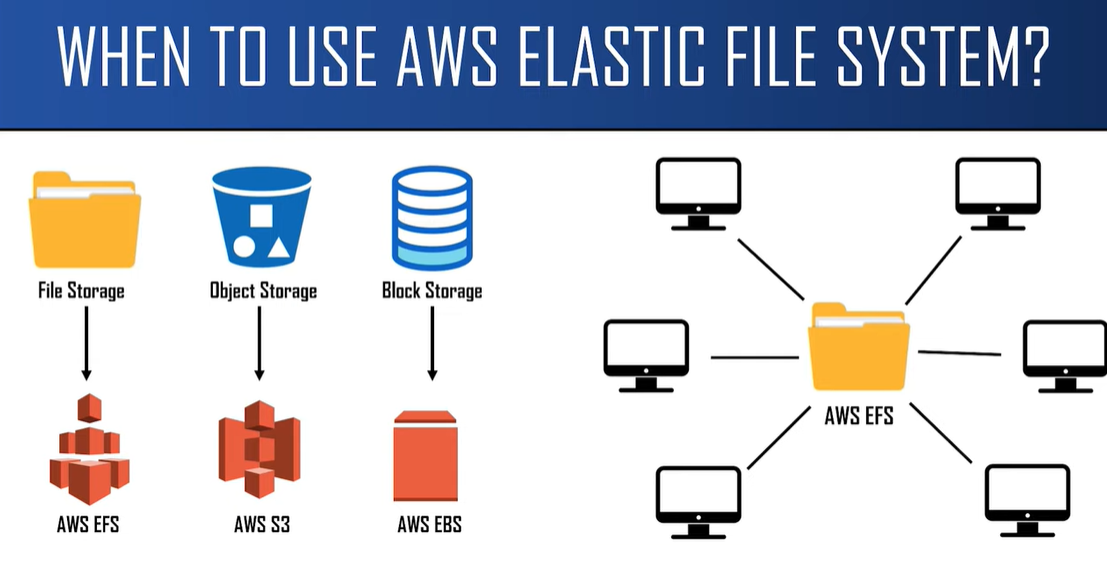 WHEN TO USE AWS ELASTIC FILE SYSTEM?
File Storage
Object Storage
Block Storage
AWS EFS
AWS S3
AWS EBS
AWS EFS